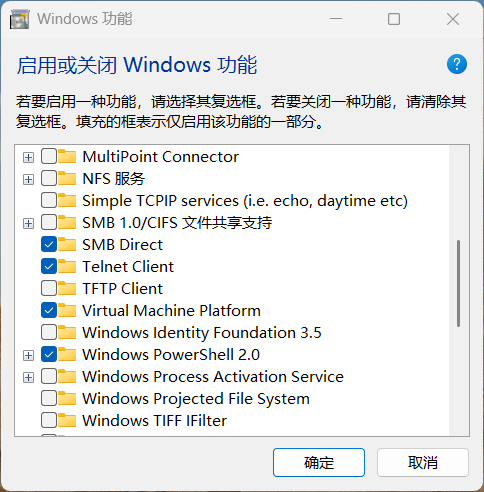 Windows 功能
启用或关闭 Windows 功能
若要启用一种功能，请选择其复选框。若要关闭一种功能，请清除其
复选框。填充的框表示仅启用该功能的一部分。
MultiPoint Connector
NFS 服务
Simple TCPIP services (i.e. echo, daytime etc)
SMB 1.0/CIFS 文件共享支持
SMB Direct
Telnet Client
TFTP Client
Virtual Machine Platform
Windows Identity Foundation 3.5
Windows PowerShell 2.0
Windows Process Activation Service
Windows Projected File System
Windows TIFF IFilter
确定
取消